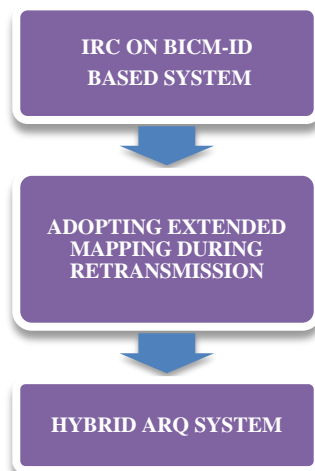 IRC ON BICM-ID
BASED SYSTEM
ADOPTING EXTENDED
MAPPING DURING
RETRANSMISSION
HYBRID ARQ SYSTEM